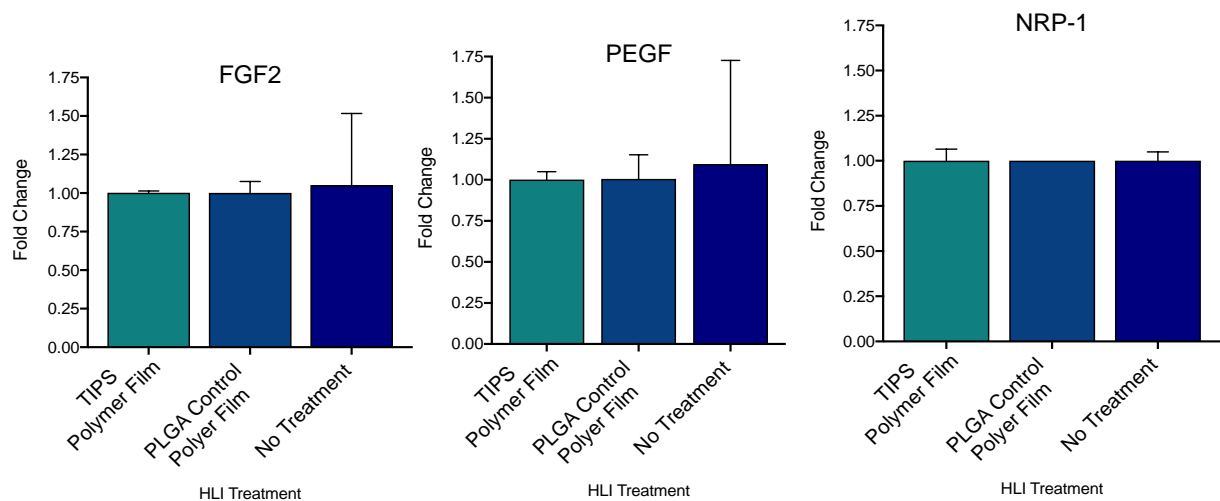 FGF2
Fold Change
1.75
1.50
1.25
1.00
0.75
0.50
0.25
0.00
TIPS
Polymer Film
PLGA Control
Polyer Film
No Treatment
HLI Treatment
PEGF
Fold Change
1.75
1.50
1.25
1.00
0.75
0.50
0.25
0.00
TIPS
Polymer Film
PLGA Control
Polyer Film
No Treatment
HLI Treatment
NRP-1
Fold Change
1.75
1.50
1.25
1.00
0.75
0.50
0.25
0.00
TIPS
Polymer Film
PLGA Control
Polyer Film
No Treatment
HLI Treatment